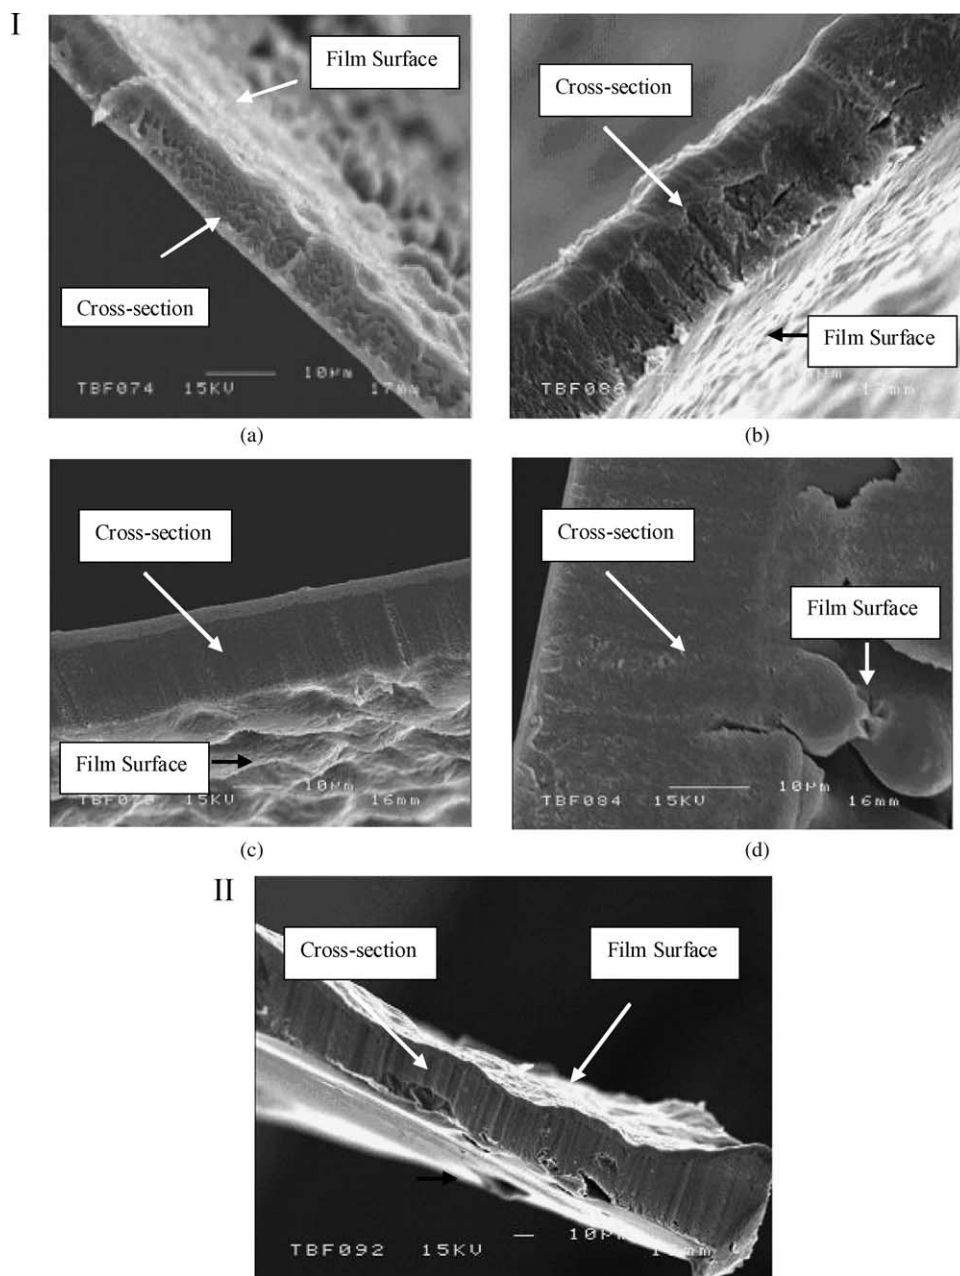 I
Film Surface
Cross-section
10μm
TBF074 15KV 17mm
(a)
Cross-section
Film Surface
TBF086
17mm
(b)
Cross-section
Film Surface
10μm
15KV 16mm
(c)
Cross-section
Film Surface
10μm
TBF084 15KV 16mm
(d)
II
Cross-section
Film Surface
10μm
TBF092 15KV